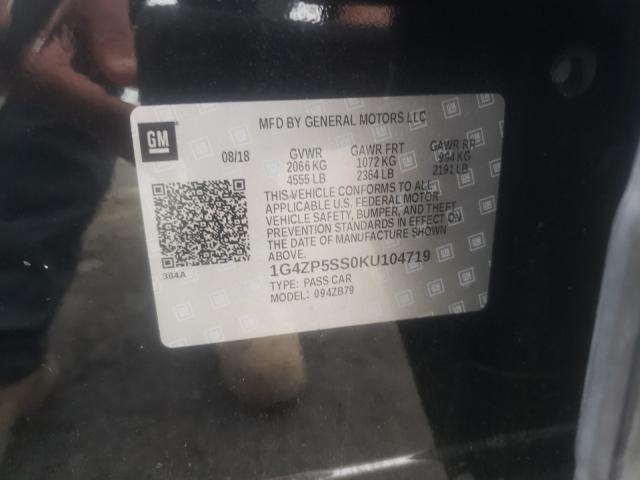 GM
MFD BY GENERAL MOTORS LLC
08/18 GVWR GAWR FRT GAWR RR
2066 KG 1072 KG 994 KG
4555 LB 2364 LB 2191 LB
THIS VEHICLE CONFORMS TO ALL
APPLICABLE U.S. FEDERAL MOTOR
VEHICLE SAFETY, BUMPER, AND THEFT
PREVENTION STANDARDS IN EFFECT ON
THE DATE OF MANUFACTURE SHOWN
ABOVE.
384A
1G4ZP5SS0KU104719
TYPE: PASS CAR
MODEL: 094ZB79